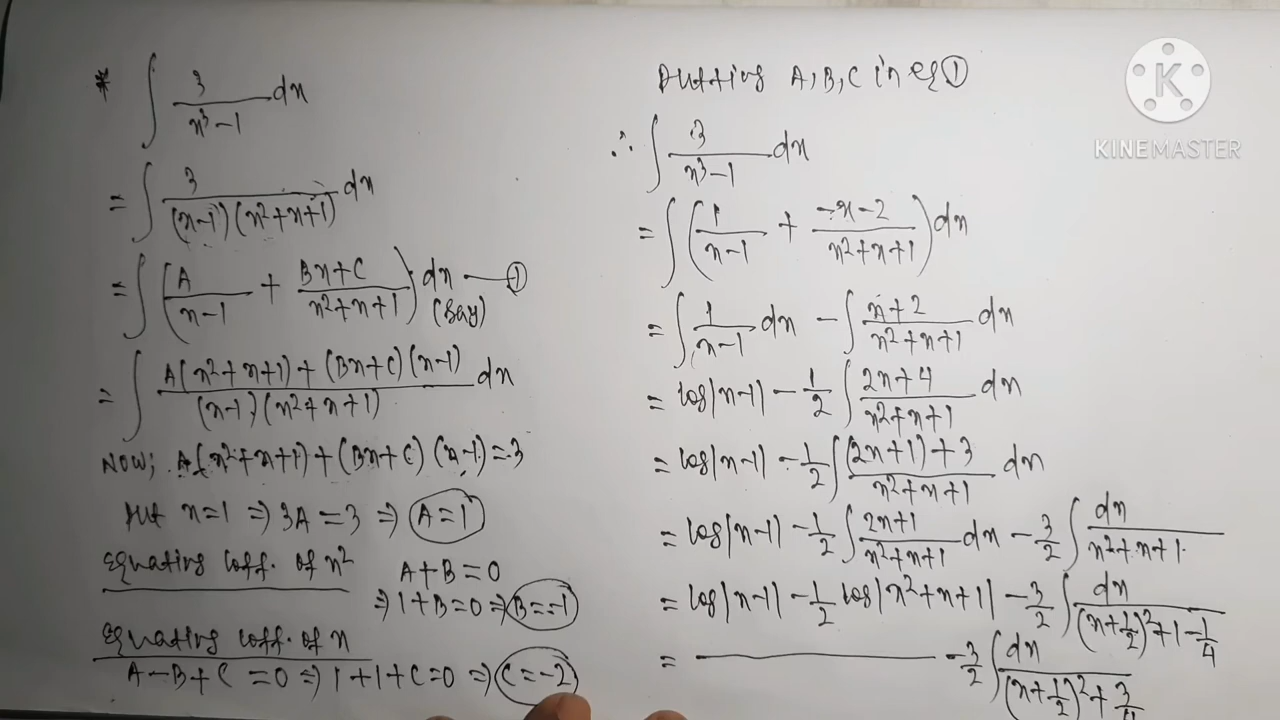 * ∫ 3/(x³-1) dx
= ∫ 3/((x-1)(x²+x+1)) dx
= ∫ (A/(x-1) + (Bx+C)/(x²+x+1)) dx — ① (say)
= ∫ (A(x²+x+1)+(Bx+C)(x-1))/((x-1)(x²+x+1)) dx
NOW; A(x²+x+1)+(Bx+C)(x-1)=3
Put x=1 ⇒ 3A=3 ⇒ A=1
Equating coff. of x²
A+B=0
⇒ 1+B=0 ⇒ B=-1
Equating coff. of x
A-B+C=0 ⇒ 1+1+C=0 ⇒ C=-2
Putting A,B,C in eq ①
∴ ∫ 3/(x³-1) dx
= ∫ (1/(x-1) + (-x-2)/(x²+x+1)) dx
= ∫ 1/(x-1) dx - ∫ (x+2)/(x²+x+1) dx
= log|x-1| - 1/2 ∫ (2x+4)/(x²+x+1) dx
= log|x-1| - 1/2 ∫ ((2x+1)+3)/(x²+x+1) dx
= log|x-1| - 1/2 ∫ (2x+1)/(x²+x+1) dx - 3/2 ∫ dx/(x²+x+1)
= log|x-1| - 1/2 log|x²+x+1| - 3/2 ∫ dx/((x+1/2)²+1-1/4)
= ——— - 3/2 ∫ dx/((x+1/2)²+3/4)
K
KINEMASTER